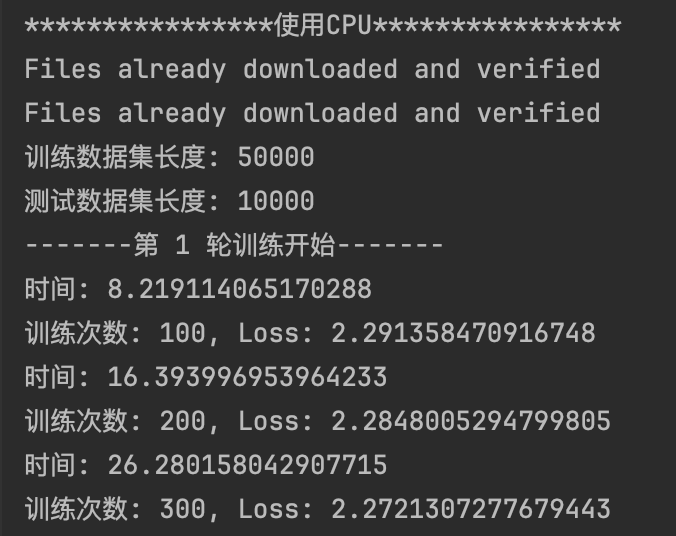 ****************使用CPU****************
Files already downloaded and verified
Files already downloaded and verified
训练数据集长度: 50000
测试数据集长度: 10000
-------第 1 轮训练开始-------
时间: 8.219114065170288
训练次数: 100, Loss: 2.291358470916748
时间: 16.393996953964233
训练次数: 200, Loss: 2.2848005294799805
时间: 26.280158042907715
训练次数: 300, Loss: 2.2721307277679443